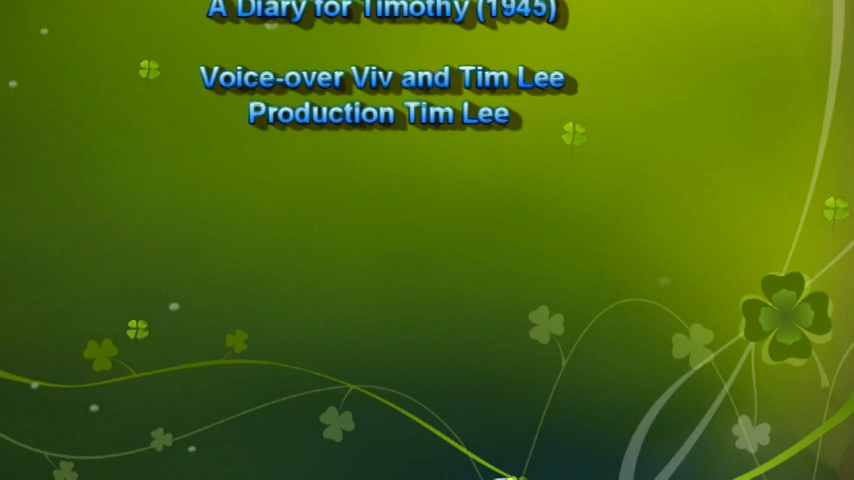 A Diary for Timothy (1945)
Voice-over Viv and Tim Lee
Production Tim Lee